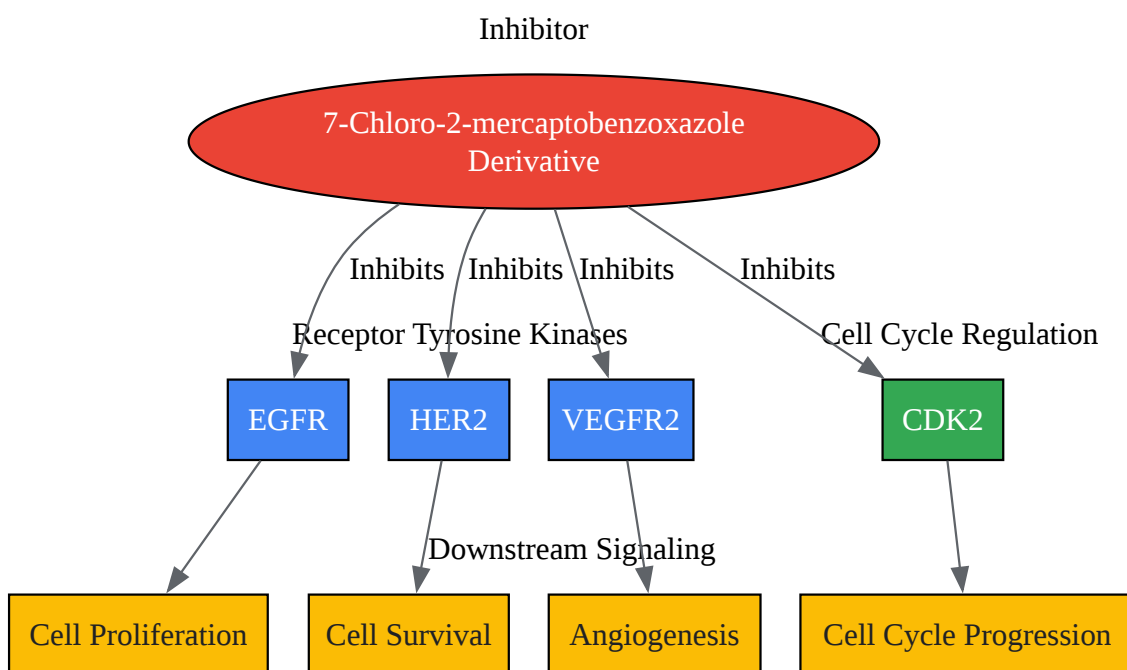 Inhibitor
7-Chloro-2-mercaptobenzoxazole
Derivative
Inhibits
Inhibits
Inhibits
Inhibits
Receptor Tyrosine Kinases
Cell Cycle Regulation
EGFR
HER2
VEGFR2
CDK2
Downstream Signaling
Cell Proliferation
Cell Survival
Angiogenesis
Cell Cycle Progression